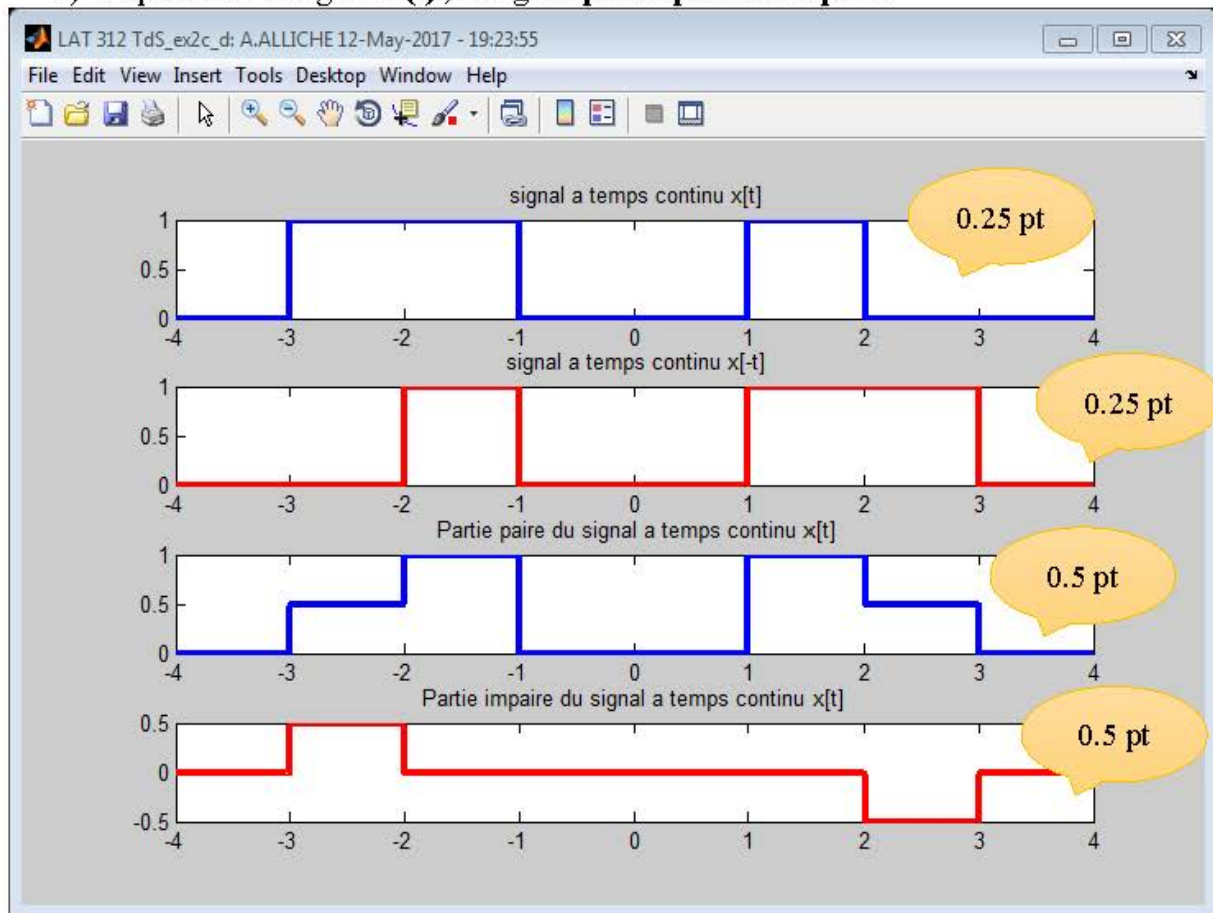 LAT 312 TdS_ex2c_d: A.ALLICHE 12-May-2017 - 19:23:55
File Edit View Insert Tools Desktop Window Help
signal a temps continu x[t]
0.25 pt
1
0.5
0
-4 -3 -2 -1 0 1 2 3 4
signal a temps continu x[-t]
0.25 pt
1
0.5
0
-4 -3 -2 -1 0 1 2 3 4
Partie paire du signal a temps continu x[t]
0.5 pt
1
0.5
0
-4 -3 -2 -1 0 1 2 3 4
Partie impaire du signal a temps continu x[t]
0.5 pt
0.5
0
-0.5
-4 -3 -2 -1 0 1 2 3 4